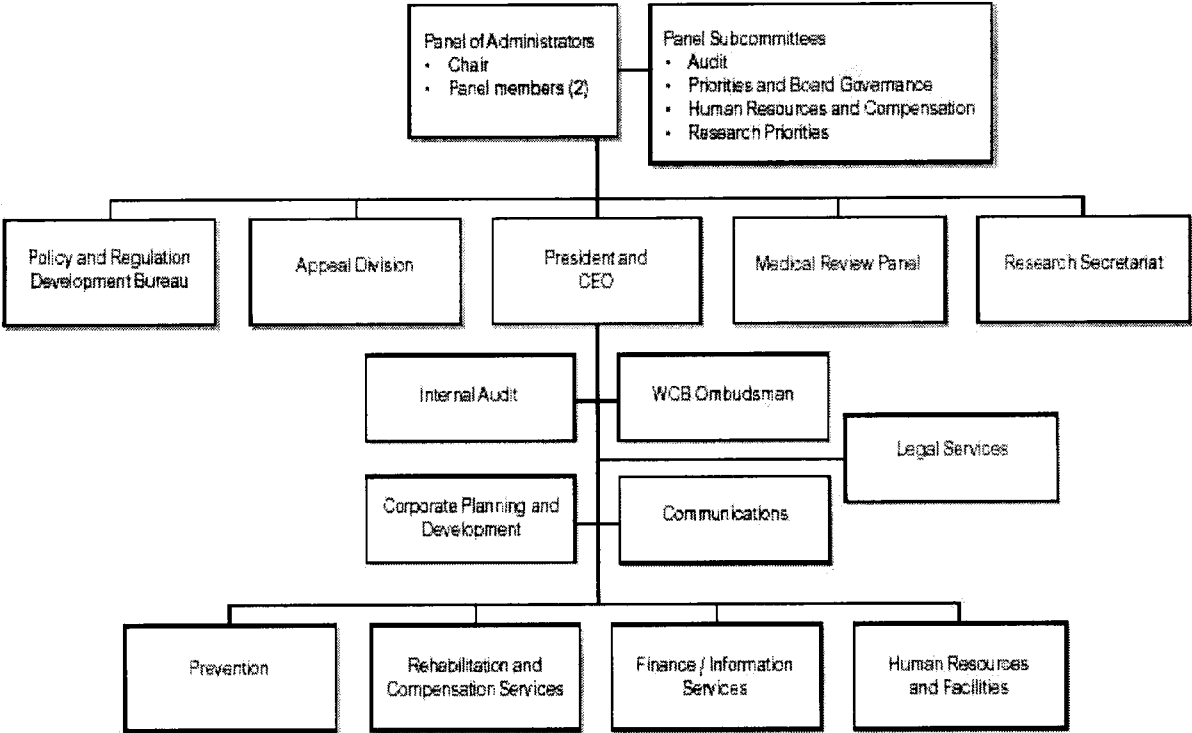 Panel of Administrators
• Chair
• Panel members (2)
Panel Subcommittees
• Audit
• Priorities and Board Governance
• Human Resources and Compensation
• Research Priorities
Policy and Regulation
Development Bureau
Appeal Division
President and
CEO
Medical Review Panel
Research Secretariat
Internal Audit
WCB Ombudsman
Legal Services
Corporate Planning and
Development
Communications
Prevention
Rehabilitation and
Compensation Services
Finance / Information
Services
Human Resources
and Facilities